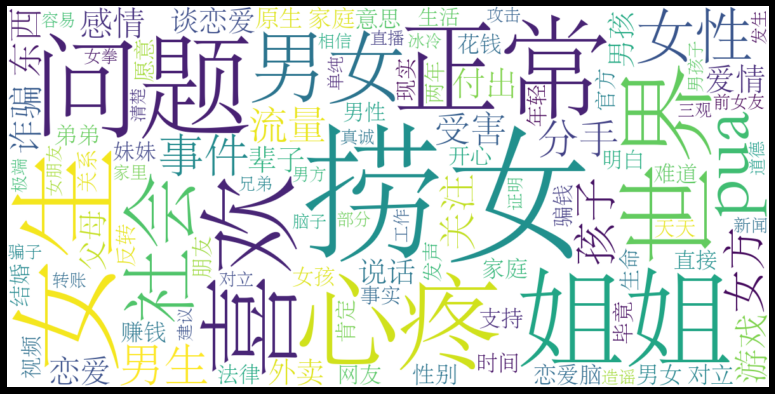 东西
容易
感情
谈恋爱
原生
家庭
意思
生活
攻击
女性
发生
问题
女拳
愿意
清楚
男女
相信
直播
冰冷
单纯
花钱
现实
两年
付出
正常
年轻
男孩
官方
爱情
男孩子
三观
前女友
诈骗
弟弟
妹妹
事件
流量
男性
真诚
受害
分手
世界
pua
道德
极端
女朋友
关系
家里
辈子
兄弟
男方
捞女
开心
关注
明白
难道
骗钱
孩子
证明
天天
新闻
女生
父母
社会
反转
朋友
喜欢
脑子
部分
工作
发声
女方
骗子
结婚
转账
对立
女孩
说话
事实
心疼
家庭
姐姐
生命
直接
毕竟
游戏
视频
赚钱
建议
恋爱
男生
法律
外卖
肯定
网友
性别
支持
时间
恋爱脑
造谣
男女
对立